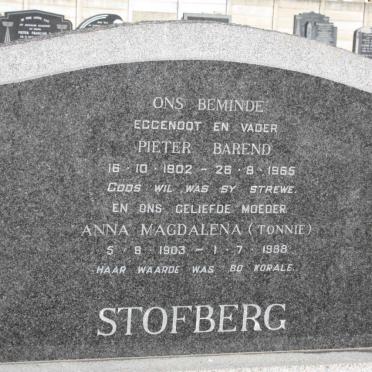 ONS BEMINDE
EGGENOOT EN VADER
PIETER BAREND
16·10·1902 – 28·8·1965
GODS WIL WAS SY STREWE.
EN ONS GELIEFDE MOEDER
ANNA MAGDALENA (TONNIE)
5·8·1903 – 1·7·1988
HAAR WAARDE WAS BO KORALE.
STOFBERG